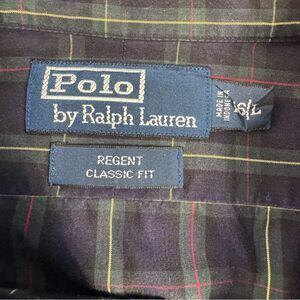 Polo
by Ralph Lauren
MADE IN
INDONESIA
REGENT
CLASSIC FIT